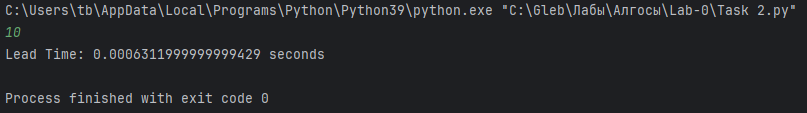 C:\Users\tb\AppData\Local\Programs\Python\Python39\python.exe "C:\Gleb\Лабы\Алгосы\Lab-0\Task 2.py"
10
Lead Time: 0.0006311999999999429 seconds
Process finished with exit code 0